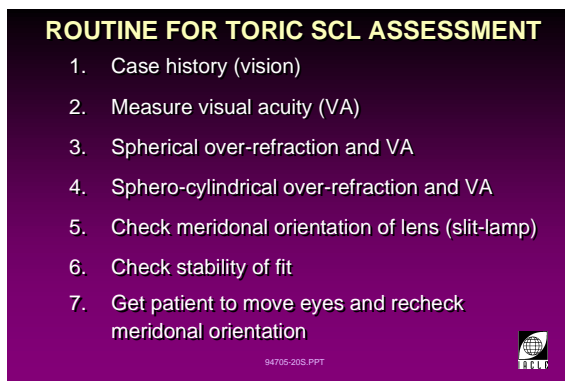 ROUTINE FOR TORIC SCL ASSESSMENT
1. Case history (vision)
2. Measure visual acuity (VA)
3. Spherical over-refraction and VA
4. Sphero-cylindrical over-refraction and VA
5. Check meridonal orientation of lens (slit-lamp)
6. Check stability of fit
7. Get patient to move eyes and recheck
meridonal orientation
94705-20S.PPT
IACLE